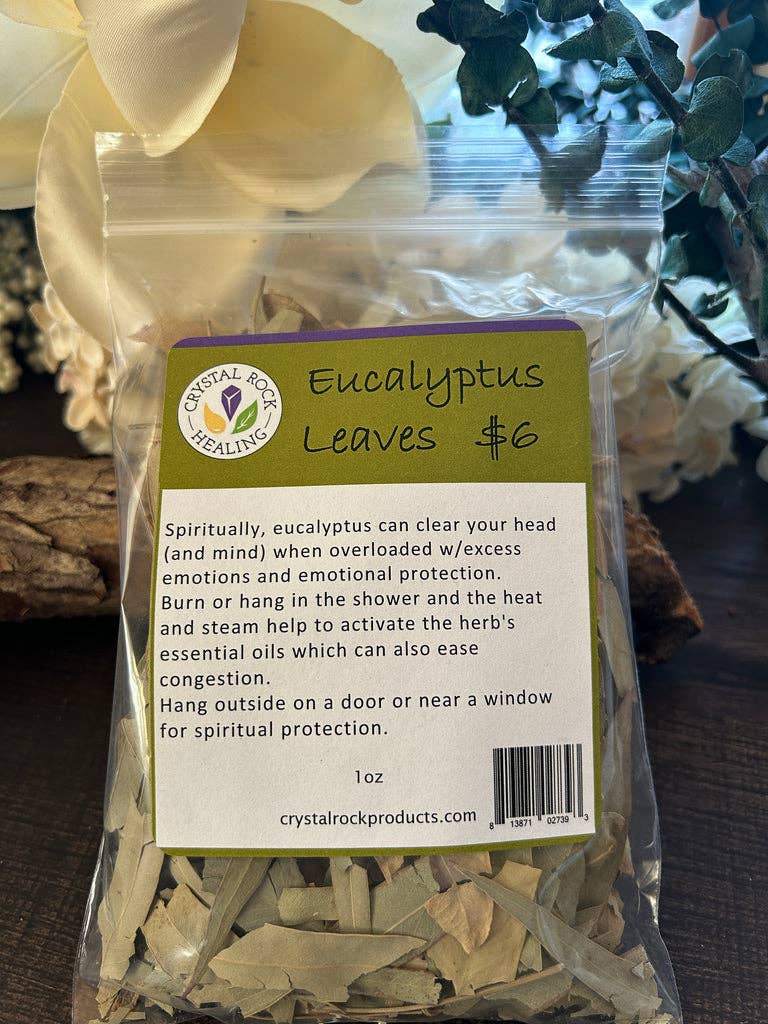 CRYSTAL ROCK
HEALING
Eucalyptus
Leaves $6
Spiritually, eucalyptus can clear your head
(and mind) when overloaded w/excess
emotions and emotional protection.
Burn or hang in the shower and the heat
and steam help to activate the herb's
essential oils which can also ease
congestion.
Hang outside on a door or near a window
for spiritual protection.
1oz
crystalrockproducts.com
8 13871 02739 3